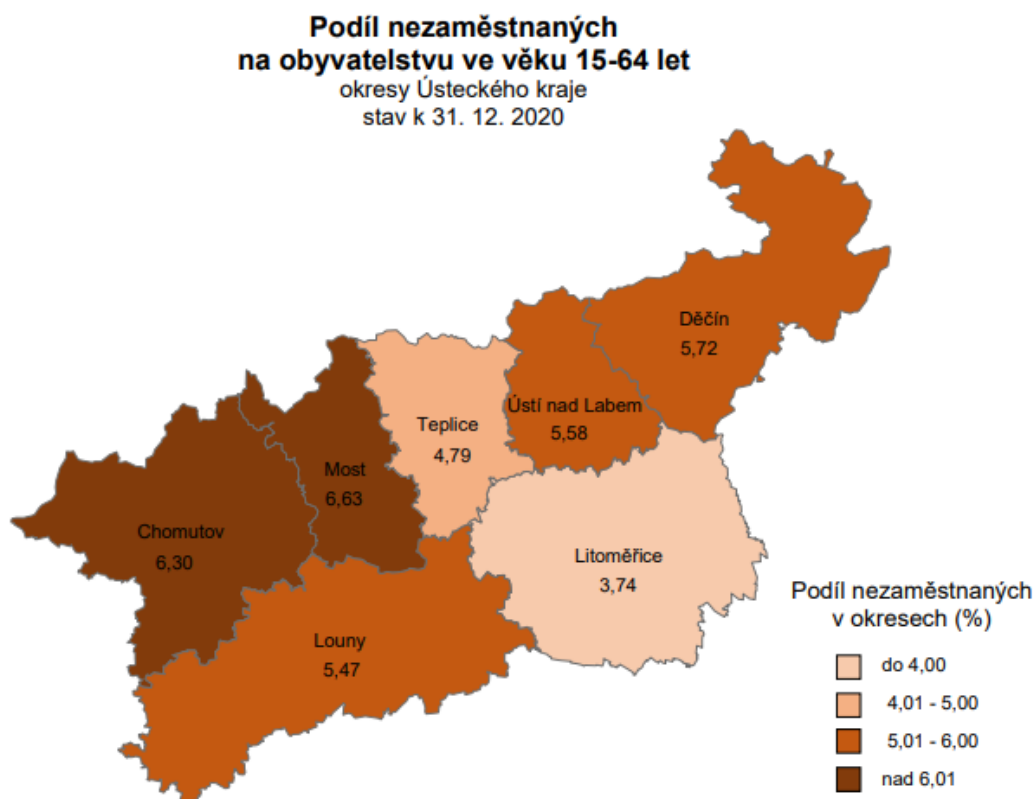 Podíl nezaměstnaných
na obyvatelstvu ve věku 15-64 let
okresy Ústeckého kraje
stav k 31. 12. 2020
Děčín
5,72
Ústí nad Labem
5,58
Teplice
4,79
Most
6,63
Chomutov
6,30
Litoměřice
3,74
Louny
5,47
Podíl nezaměstnaných
v okresech (%)
do 4,00
4,01 - 5,00
5,01 - 6,00
nad 6,01